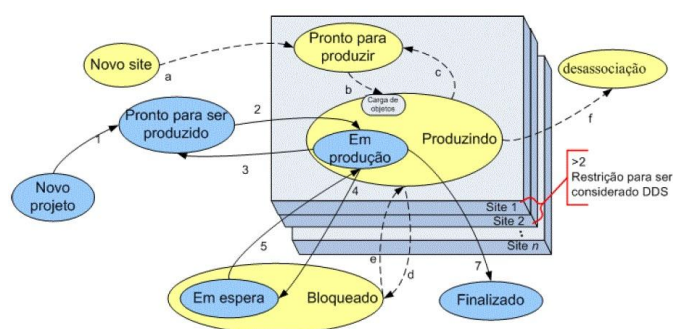 Novo site
a
Pronto para
produzir
b
c
desassociação
Carga de
objetos
Pronto para ser
produzido
2
Produzindo
f
1
Em
produção
3
>2
Restrição para ser
considerado DDS
Novo
projeto
4
Site 1
Site 2
:
Site n
5
e
d
7
Em espera
Bloqueado
Finalizado